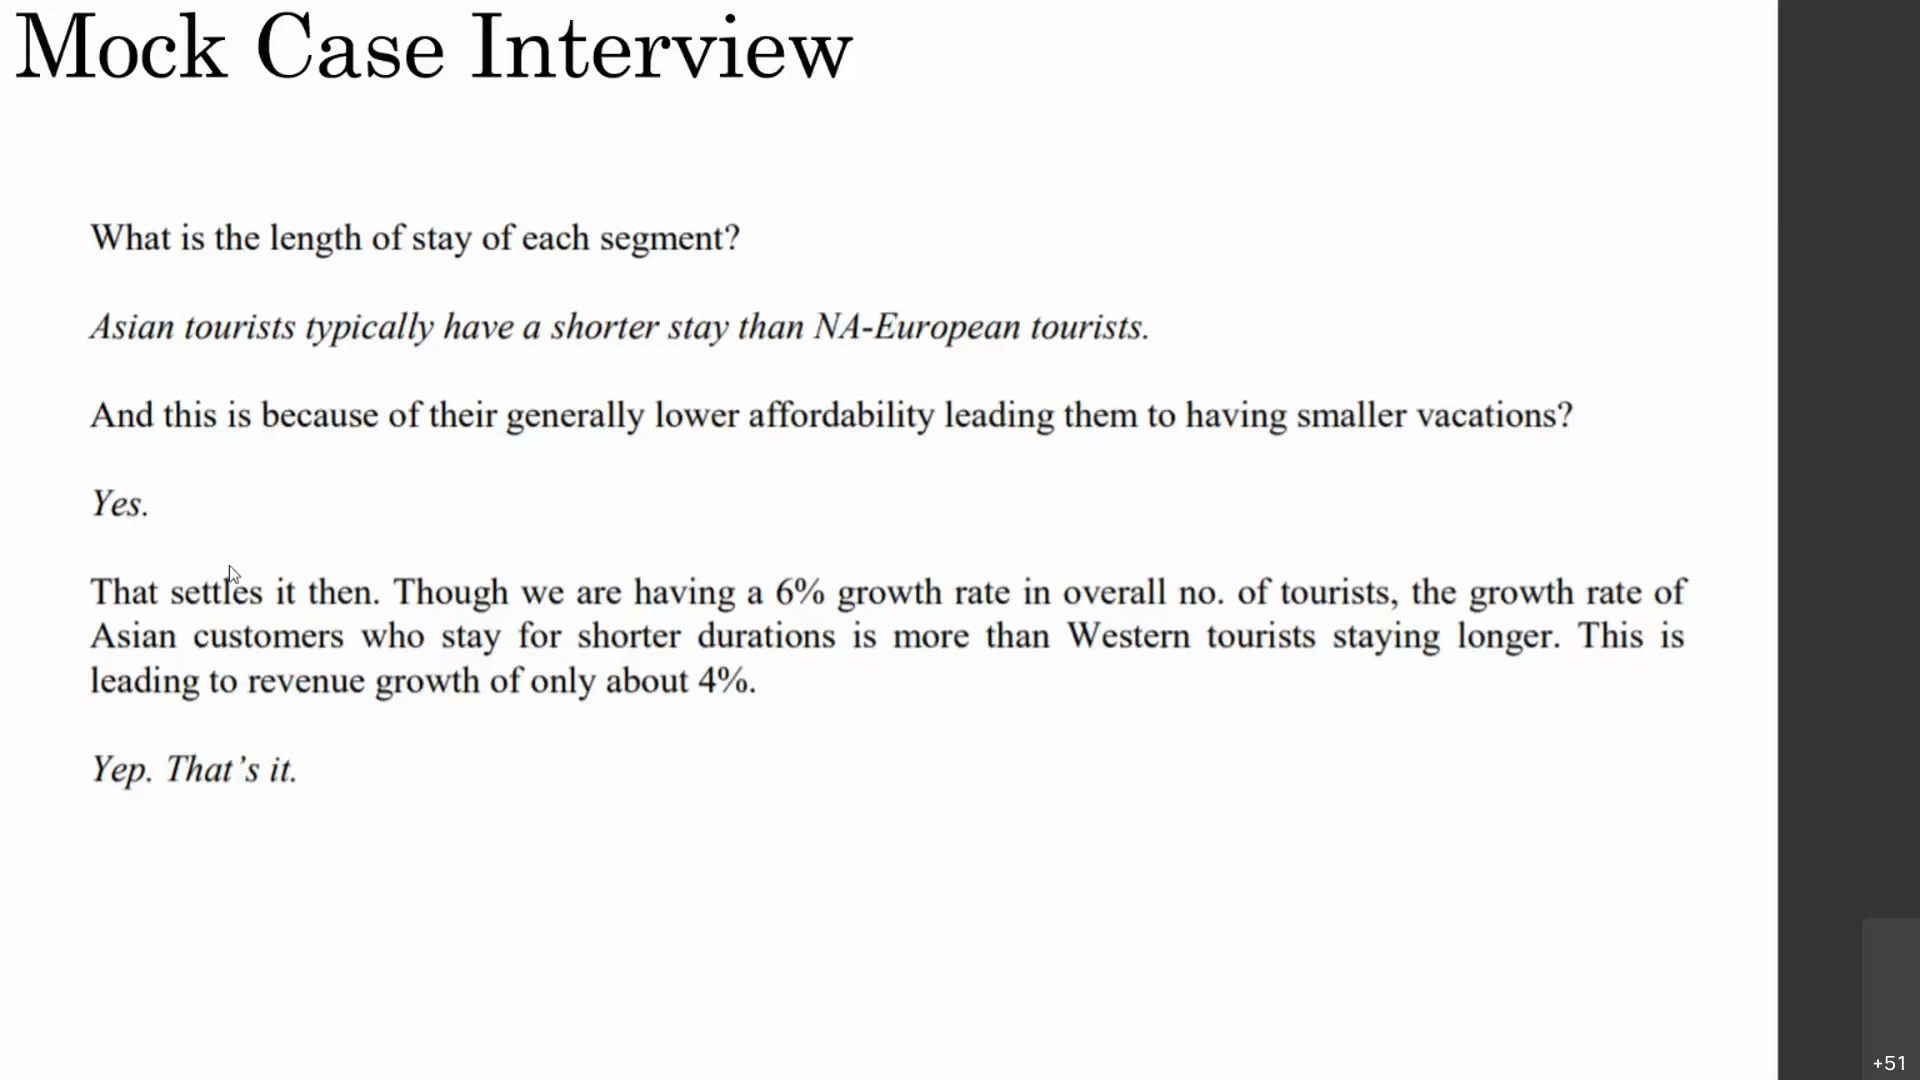 Mock Case Interview
What is the length of stay of each segment?
Asian tourists typically have a shorter stay than NA-European tourists.
And this is because of their generally lower affordability leading them to having smaller vacations?
Yes.
That settles it then. Though we are having a 6% growth rate in overall no. of tourists, the growth rate of
Asian customers who stay for shorter durations is more than Western tourists staying longer. This is
leading to revenue growth of only about 4%.
Yep. That’s it.
+51